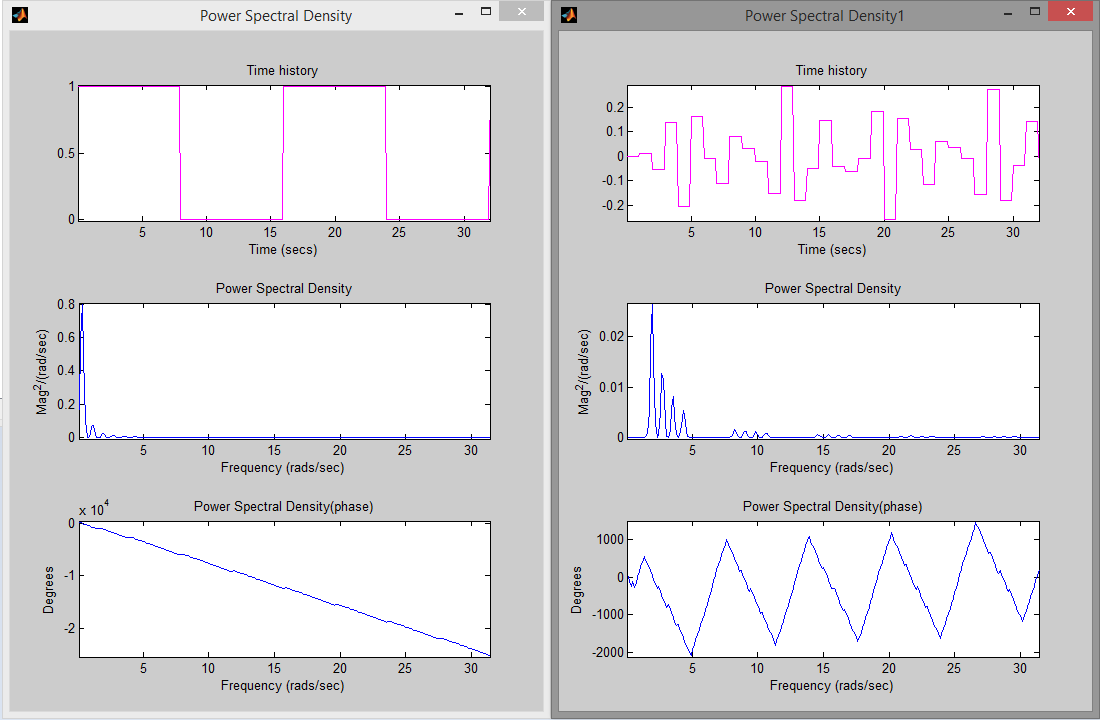 Power Spectral Density
Time history
1
0.5
0
5 10 15 20 25 30
Time (secs)
Power Spectral Density
0.8
0.6
0.4
0.2
0
Mag²/(rad/sec)
5 10 15 20 25 30
Frequency (rads/sec)
Power Spectral Density(phase)
x 10⁴
0
-1
-2
Degrees
5 10 15 20 25 30
Frequency (rads/sec)
Power Spectral Density1
Time history
0.2
0.1
0
-0.1
-0.2
5 10 15 20 25 30
Time (secs)
Power Spectral Density
0.02
0.01
0
Mag²/(rad/sec)
5 10 15 20 25 30
Frequency (rads/sec)
Power Spectral Density(phase)
1000
0
-1000
-2000
Degrees
5 10 15 20 25 30
Frequency (rads/sec)